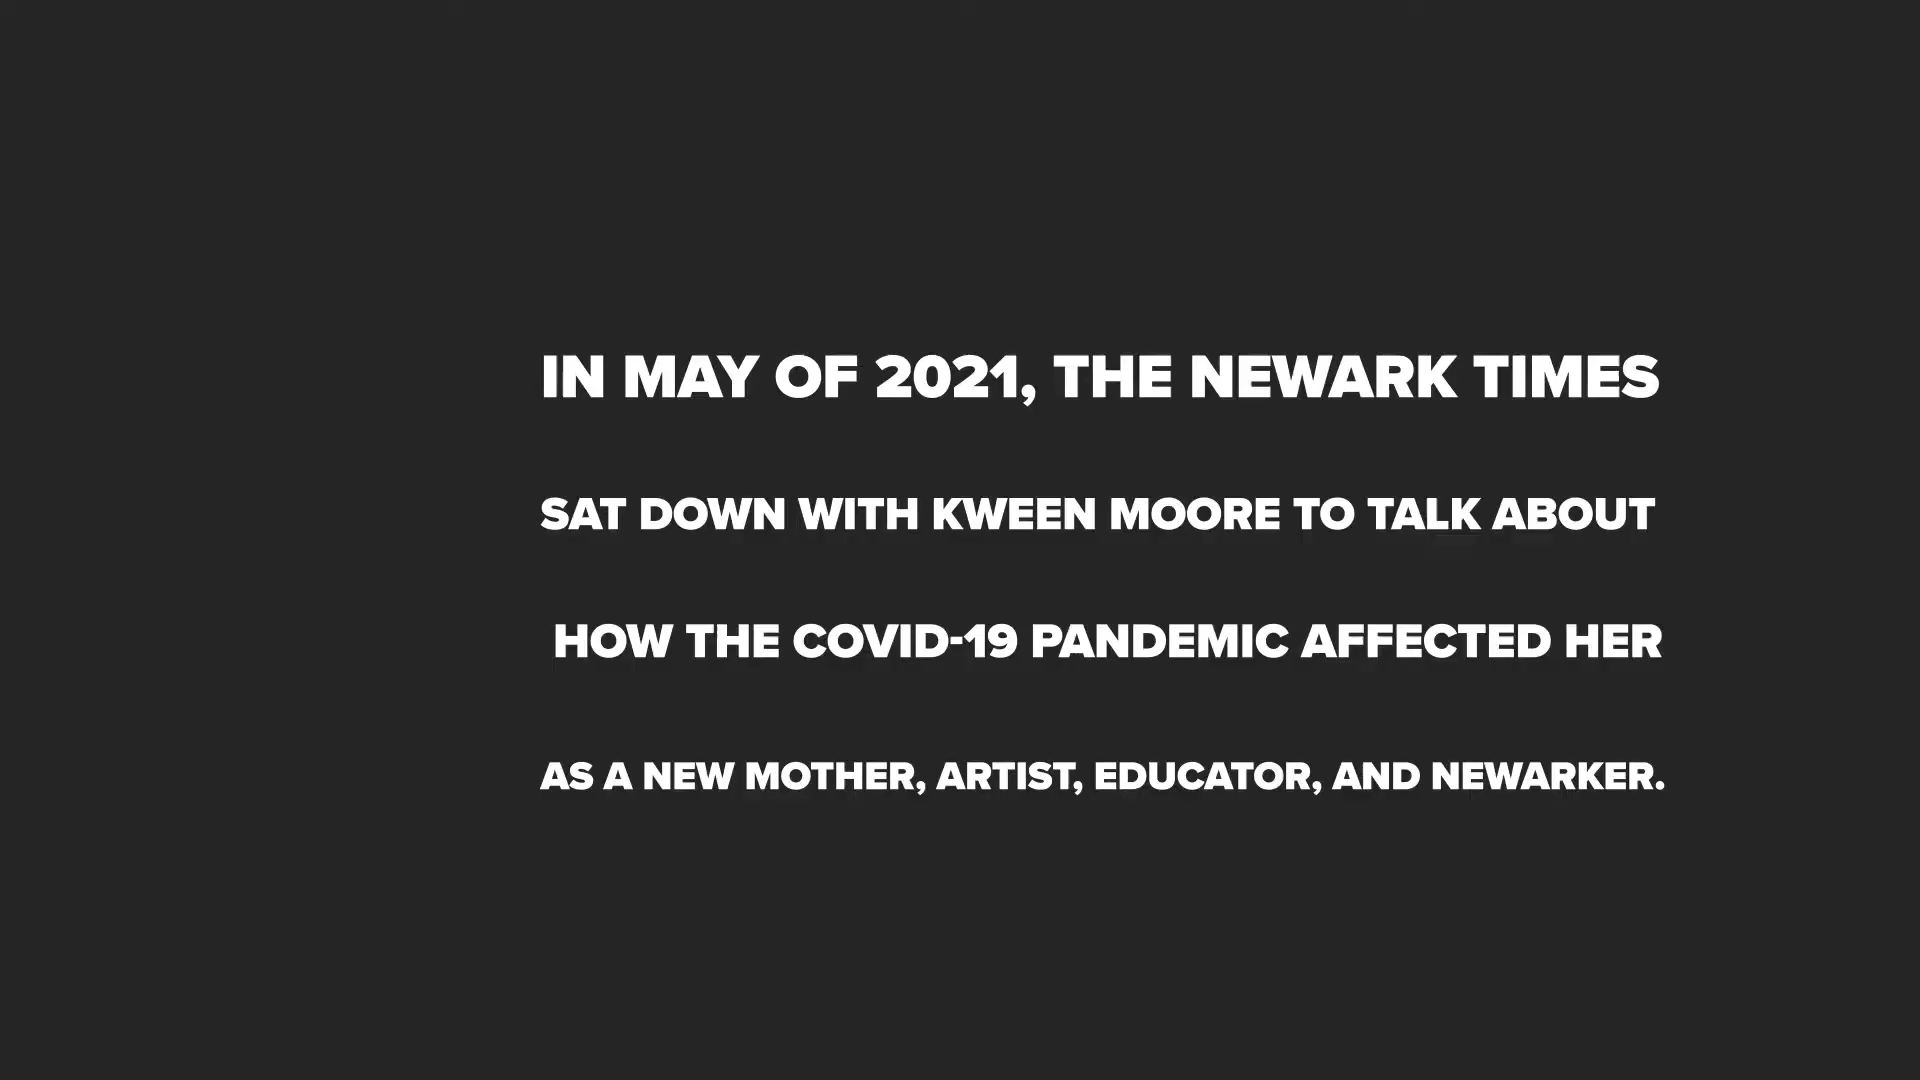 IN MAY OF 2021, THE NEWARK TIMES
SAT DOWN WITH KWEEN MOORE TO TALK ABOUT
HOW THE COVID-19 PANDEMIC AFFECTED HER
AS A NEW MOTHER, ARTIST, EDUCATOR, AND NEWARKER.